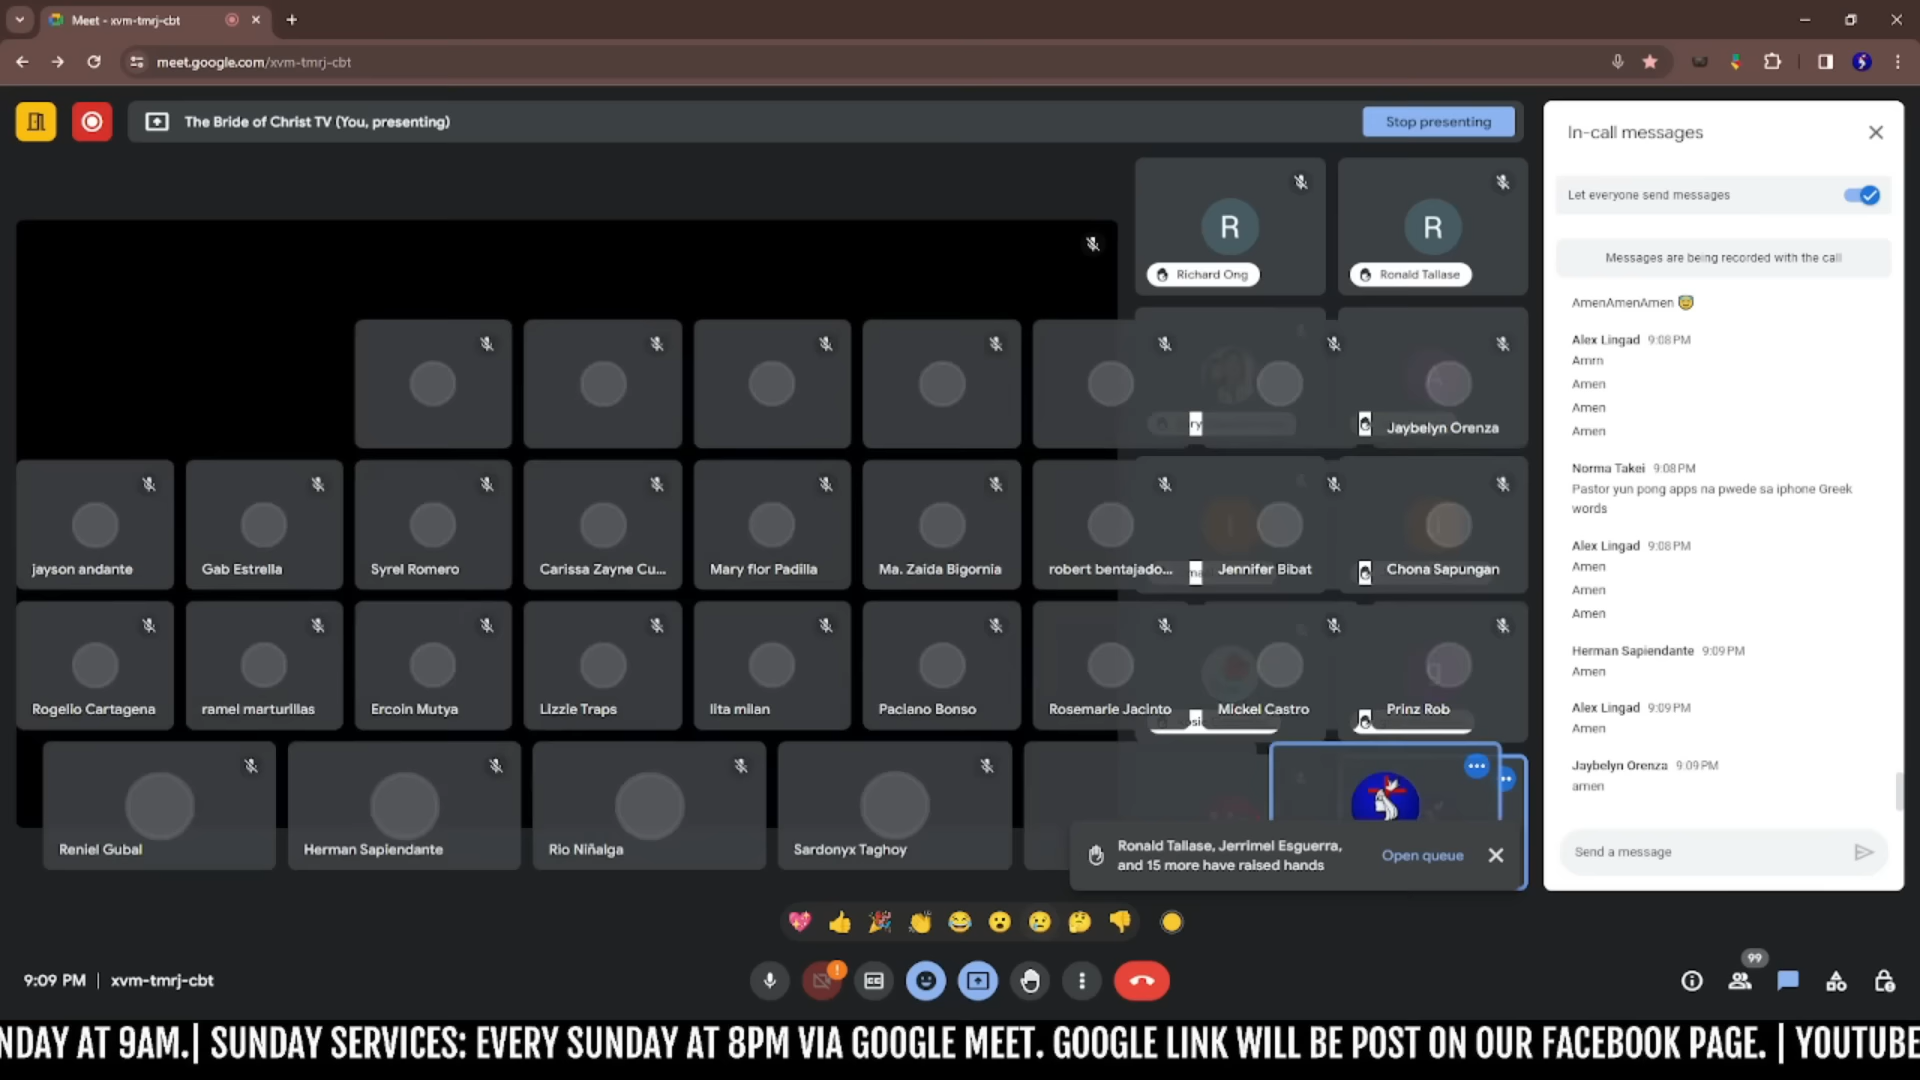 Meet - xvm-tmrj-cbt
meet.google.com/xvm-tmrj-cbt
The Bride of Christ TV (You, presenting)
Stop presenting
R
Richard Ong
R
Ronald Tallase
Jaybelyn Orenza
jayson andante
Gab Estrella
Syrel Romero
Carissa Zayne Cu...
Mary flor Padilla
Ma. Zaida Bigornia
robert bentajado...
Jennifer Bibat
Chona Sapungan
Rogelio Cartagena
ramel marturillas
Ercoin Mutya
Lizzie Traps
lita milan
Paciano Bonso
Rosemarie Jacinto
Mickel Castro
Prinz Rob
Reniel Gubal
Herman Sapiendante
Rio Niñalga
Sardonyx Taghoy
Ronald Tallase, Jerrimel Esguerra,
and 15 more have raised hands
Open queue
In-call messages
Let everyone send messages
Messages are being recorded with the call
AmenAmenAmen 😇
Alex Lingad 9:08 PM
Amrn
Amen
Amen
Amen
Norma Takei 9:08 PM
Pastor yun pong apps na pwede sa iphone Greek
words
Alex Lingad 9:08 PM
Amen
Amen
Amen
Herman Sapiendante 9:09 PM
Amen
Alex Lingad 9:09 PM
Amen
Jaybelyn Orenza 9:09 PM
amen
Send a message
9:09 PM | xvm-tmrj-cbt
99
NDAY AT 9AM.| SUNDAY SERVICES: EVERY SUNDAY AT 8PM VIA GOOGLE MEET. GOOGLE LINK WILL BE POST ON OUR FACEBOOK PAGE. | YOUTUBE